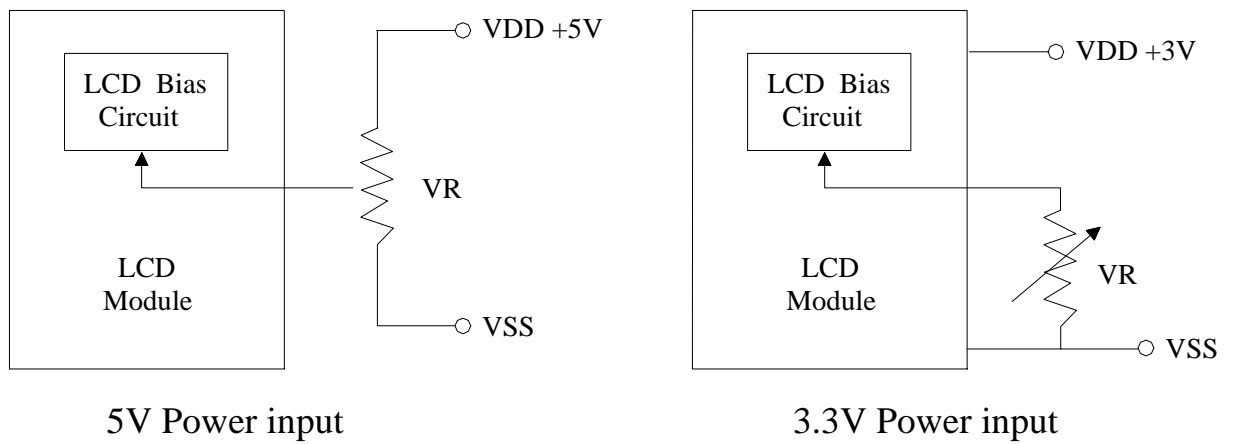 VDD +5V
LCD Bias
Circuit
VR
LCD
Module
VSS
5V Power input
VDD +3V
LCD Bias
Circuit
LCD
Module
VR
VSS
3.3V Power input